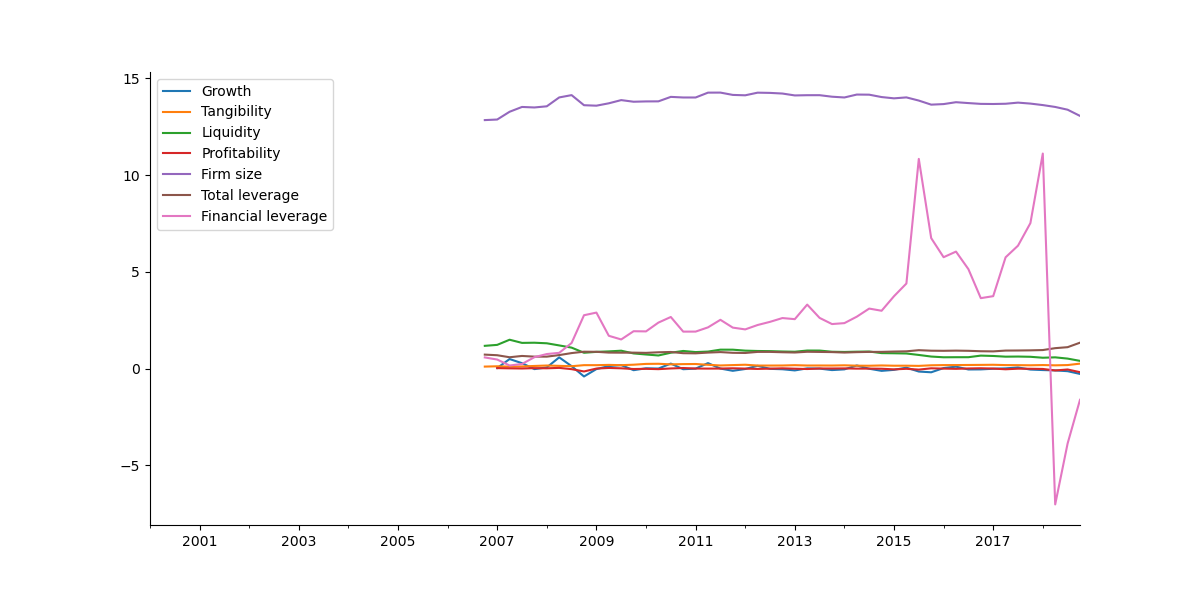 15
10
5
0
−5
Growth
Tangibility
Liquidity
Profitability
Firm size
Total leverage
Financial leverage
2001 2003 2005 2007 2009 2011 2013 2015 2017